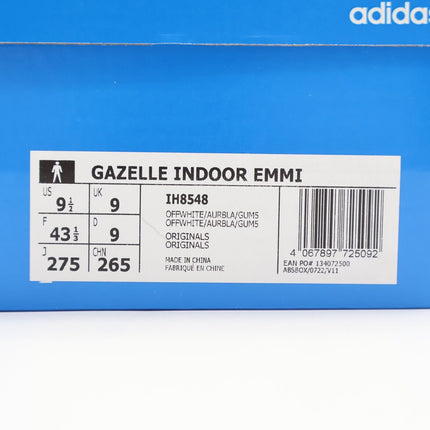 adidas
GAZELLE INDOOR EMMI
US
9 1/2
UK
9
F
43 1/3
D
9
J
275
CHN
265
IH8548
OFFWHITE/AURBLA/GUM5
OFFWHITE/AURBLA/GUM5
ORIGINALS
ORIGINALS
MADE IN CHINA
FABRIQUÉ EN CHINE
4 067897 725092
EAN PO# 134072500
ABSBOX/0722/V11